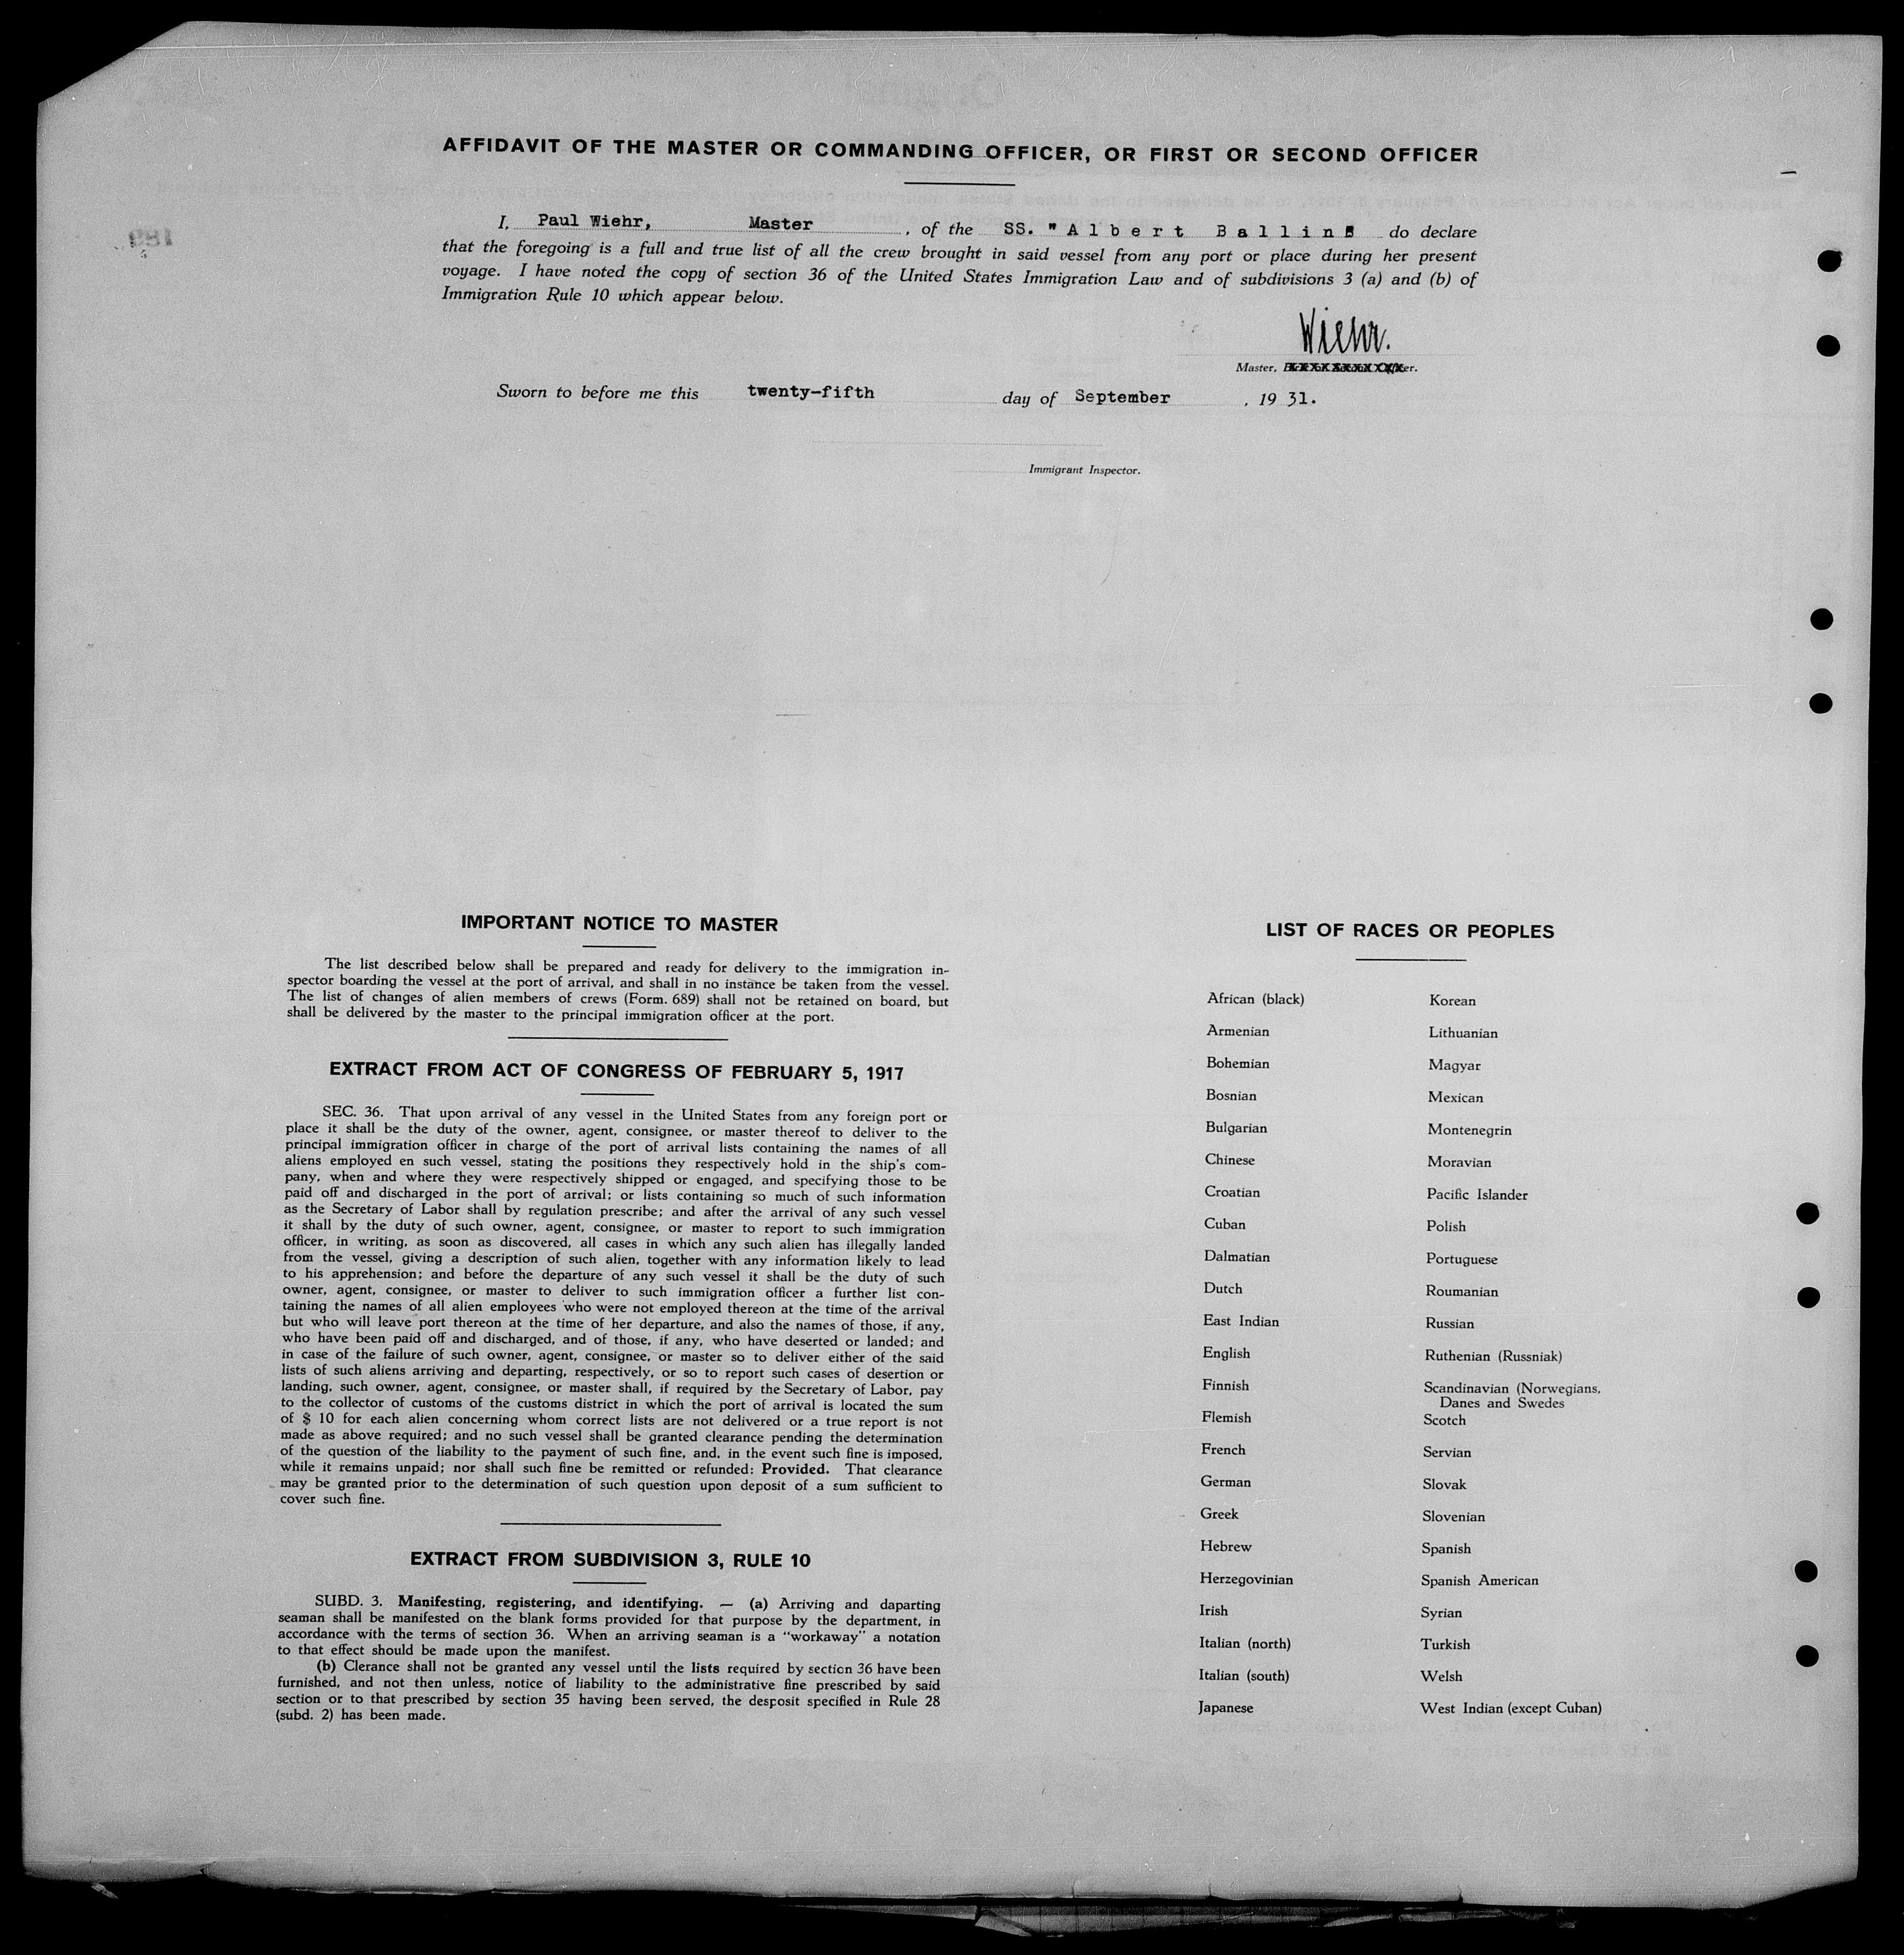 AFFIDAVIT OF THE MASTER OR COMMANDING OFFICER, OR FIRST OR SECOND OFFICER
I, Paul Wiehr, Master, of the SS. "Albert Ballin" do declare
that the foregoing is a full and true list of all the crew brought in said vessel from any port or place during her present
voyage. I have noted the copy of section 36 of the United States Immigration Law and of subdivisions 3 (a) and (b) of
Immigration Rule 10 which appear below.
Wiehr.
Master,
Sworn to before me this twenty-fifth day of September, 19 31.
Immigrant Inspector.
IMPORTANT NOTICE TO MASTER
The list described below shall be prepared and ready for delivery to the immigration in-
spector boarding the vessel at the port of arrival, and shall in no instance be taken from the vessel.
The list of changes of alien members of crews (Form. 689) shall not be retained on board, but
shall be delivered by the master to the principal immigration officer at the port.
EXTRACT FROM ACT OF CONGRESS OF FEBRUARY 5, 1917
SEC. 36. That upon arrival of any vessel in the United States from any foreign port or
place it shall be the duty of the owner, agent, consignee, or master thereof to deliver to the
principal immigration officer in charge of the port of arrival lists containing the names of all
aliens employed en such vessel, stating the positions they respectively hold in the ship's com-
pany, when and where they were respectively shipped or engaged, and specifying those to be
paid off and discharged in the port of arrival; or lists containing so much of such information
as the Secretary of Labor shall by regulation prescribe; and after the arrival of any such vessel
it shall by the duty of such owner, agent, consignee, or master to report to such immigration
officer, in writing, as soon as discovered, all cases in which any such alien has illegally landed
from the vessel, giving a description of such alien, together with any information likely to lead
to his apprehension; and before the departure of any such vessel it shall be the duty of such
owner, agent, consignee, or master to deliver to such immigration officer a further list con-
taining the names of all alien employees who were not employed thereon at the time of the arrival
but who will leave port thereon at the time of her departure, and also the names of those, if any,
who have been paid off and discharged, and of those, if any, who have deserted or landed; and
in case of the failure of such owner, agent, consignee, or master so to deliver either of the said
lists of such aliens arriving and departing, respectively, or so to report such cases of desertion or
landing, such owner, agent, consignee, or master shall, if required by the Secretary of Labor, pay
to the collector of customs of the customs district in which the port of arrival is located the sum
of $ 10 for each alien concerning whom correct lists are not delivered or a true report is not
made as above required; and no such vessel shall be granted clearance pending the determination
of the question of the liability to the payment of such fine, and, in the event such fine is imposed,
while it remains unpaid; nor shall such fine be remitted or refunded: Provided. That clearance
may be granted prior to the determination of such question upon deposit of a sum sufficient to
cover such fine.
EXTRACT FROM SUBDIVISION 3, RULE 10
SUBD. 3. Manifesting, registering, and identifying. — (a) Arriving and daparting
seaman shall be manifested on the blank forms provided for that purpose by the department, in
accordance with the terms of section 36. When an arriving seaman is a "workaway" a notation
to that effect should be made upon the manifest.
(b) Clerance shall not be granted any vessel until the lists required by section 36 have been
furnished, and not then unless, notice of liability to the administrative fine prescribed by said
section or to that prescribed by section 35 having been served, the desposit specified in Rule 28
(subd. 2) has been made.
LIST OF RACES OR PEOPLES
African (black)
Armenian
Bohemian
Bosnian
Bulgarian
Chinese
Croatian
Cuban
Dalmatian
Dutch
East Indian
English
Finnish
Flemish
French
German
Greek
Hebrew
Herzegovinian
Irish
Italian (north)
Italian (south)
Japanese
Korean
Lithuanian
Magyar
Mexican
Montenegrin
Moravian
Pacific Islander
Polish
Portuguese
Roumanian
Russian
Ruthenian (Russniak)
Scandinavian (Norwegians,
Danes and Swedes
Scotch
Servian
Slovak
Slovenian
Spanish
Spanish American
Syrian
Turkish
Welsh
West Indian (except Cuban)